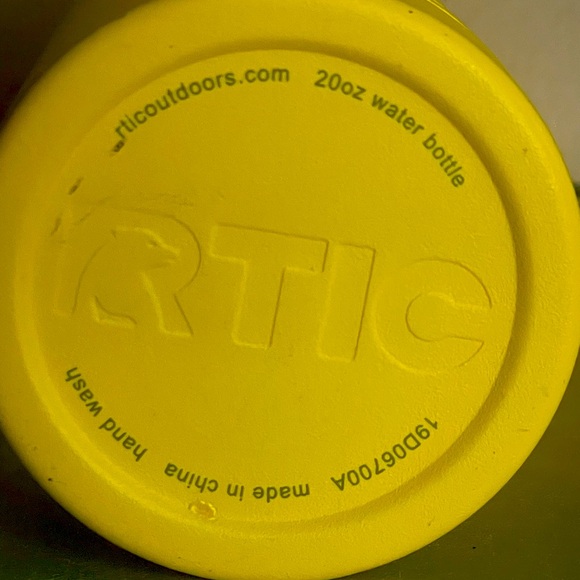 rticoutdoors.com 20oz water bottle
RTIC
19D06700A made in china hand wash